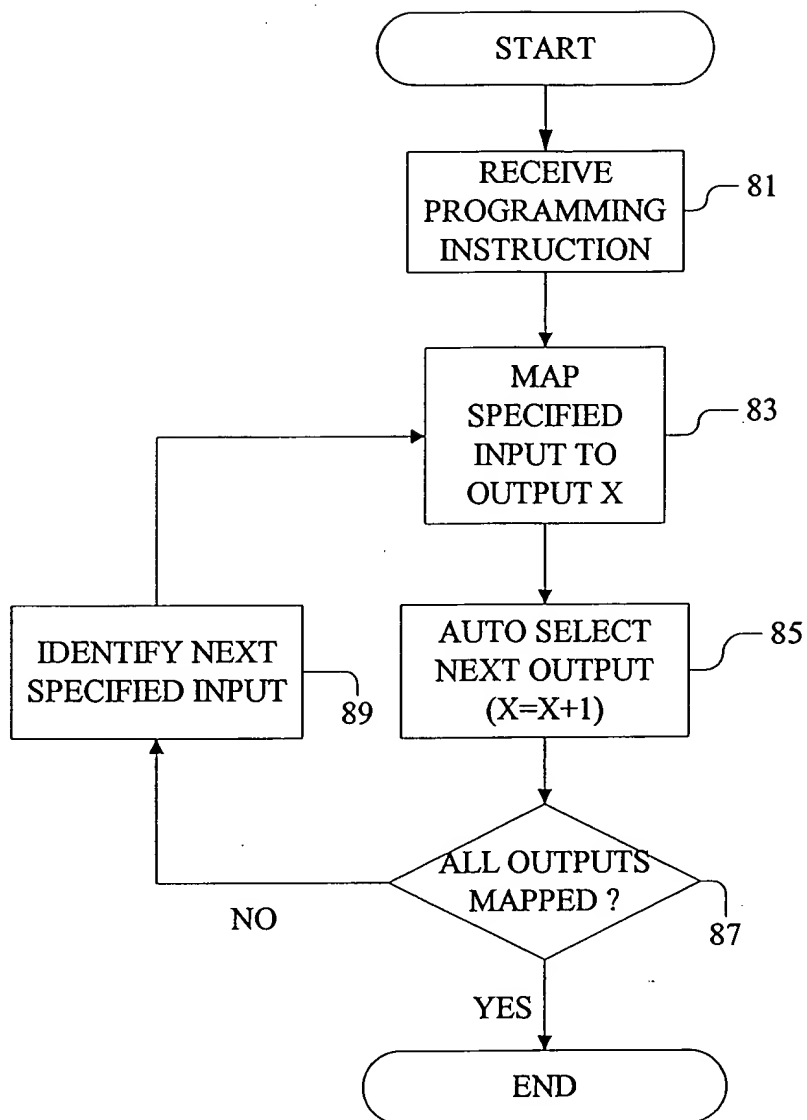 START
RECEIVE
PROGRAMMING
INSTRUCTION
81
MAP
SPECIFIED
INPUT TO
OUTPUT X
83
AUTO SELECT
NEXT OUTPUT
(X=X+1)
85
IDENTIFY NEXT
SPECIFIED INPUT
89
ALL OUTPUTS
MAPPED ?
87
NO
YES
END